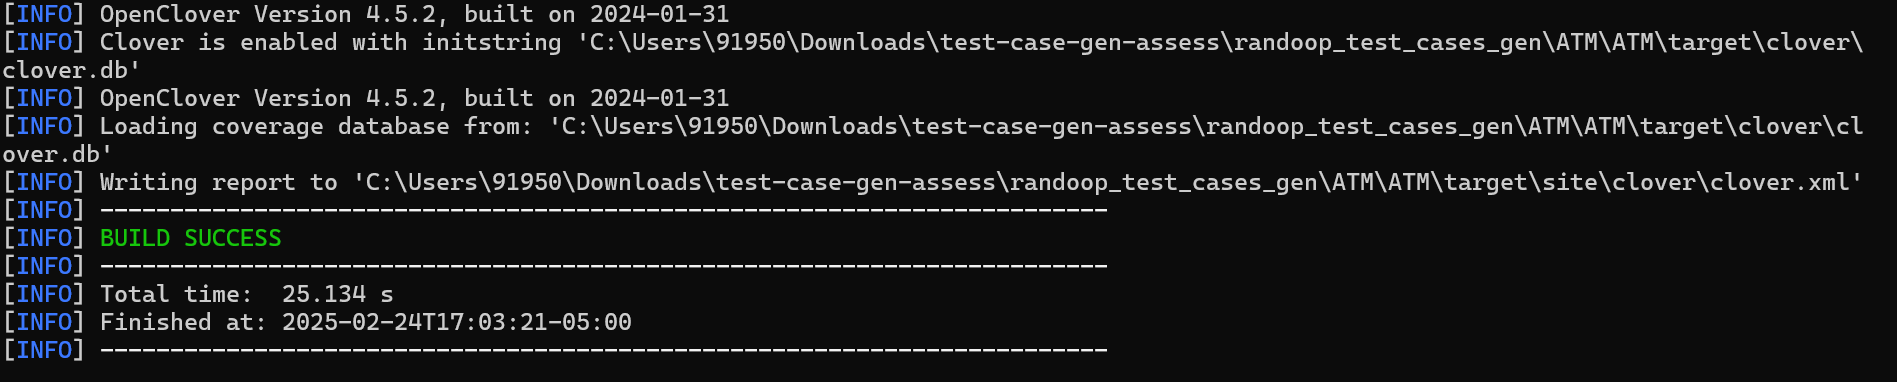 [INFO] OpenClover Version 4.5.2, built on 2024-01-31
[INFO] Clover is enabled with initstring 'C:\Users\91950\Downloads\test-case-gen-assess\randoop_test_cases_gen\ATM\ATM\target\clover\
clover.db'
[INFO] OpenClover Version 4.5.2, built on 2024-01-31
[INFO] Loading coverage database from: 'C:\Users\91950\Downloads\test-case-gen-assess\randoop_test_cases_gen\ATM\ATM\target\clover\cl
over.db'
[INFO] Writing report to 'C:\Users\91950\Downloads\test-case-gen-assess\randoop_test_cases_gen\ATM\ATM\target\site\clover\clover.xml'
[INFO] ------------------------------------------------------------------------
[INFO] BUILD SUCCESS
[INFO] ------------------------------------------------------------------------
[INFO] Total time:  25.134 s
[INFO] Finished at: 2025-02-24T17:03:21-05:00
[INFO] ------------------------------------------------------------------------